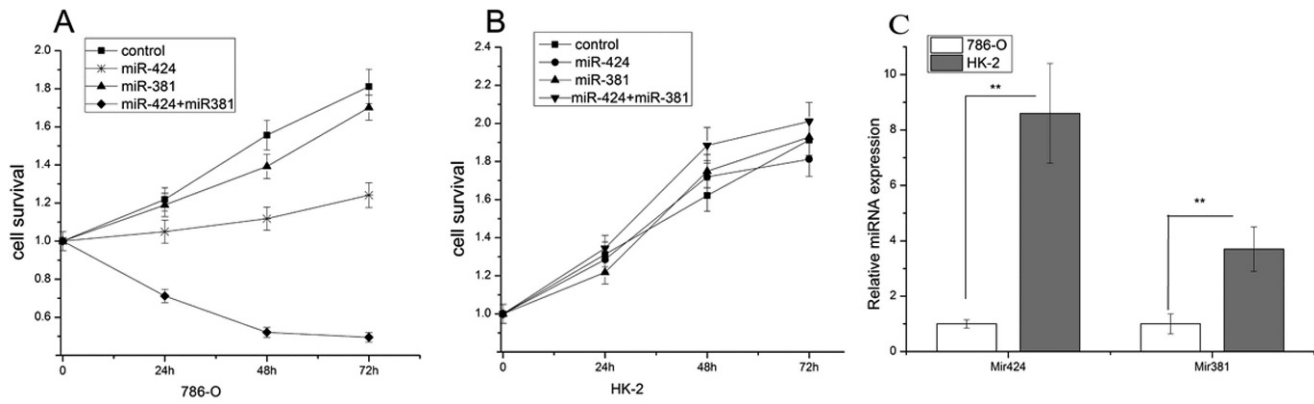 A
control
miR-424
miR-381
miR-424+miR381
cell survival
2.0
1.8
1.6
1.4
1.2
1.0
0.8
0.6
0
24h
48h
72h
786-O
B
control
miR-424
miR-381
miR-424+miR-381
cell survival
2.4
2.2
2.0
1.8
1.6
1.4
1.2
1.0
0
24h
48h
72h
HK-2
C
786-O
HK-2
Relative miRNA expression
10
8
6
4
2
0
**
**
Mir424
Mir381